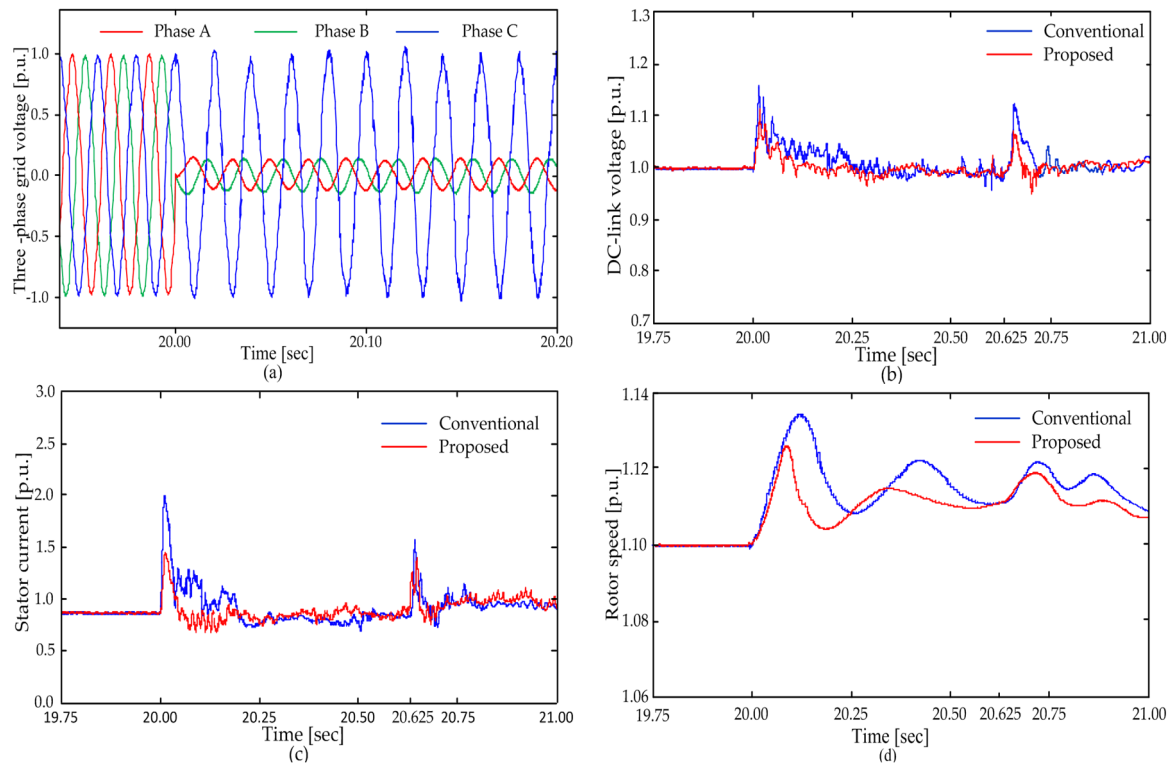 Phase A Phase B Phase C
Three -phase grid voltage [p.u.]
1.0
0.5
0.0
-0.5
-1.0
20.00 20.10 20.20
Time [sec]
(a)
DC-link voltage [p.u.]
Conventional
Proposed
1.3
1.2
1.1
1.0
0.9
0.8
0.7
19.75 20.00 20.25 20.50 20.625 20.75 21.00
Time [sec]
(b)
Stator current [p.u.]
Conventional
Proposed
3.0
2.5
2.0
1.5
1.0
0.5
0.0
19.75 20.00 20.25 20.50 20.625 20.75 21.00
Time [sec]
(c)
Rotor speed [p.u.]
Conventional
Proposed
1.14
1.12
1.10
1.08
1.06
19.75 20.00 20.25 20.50 20.625 20.75 21.00
Time [sec]
(d)